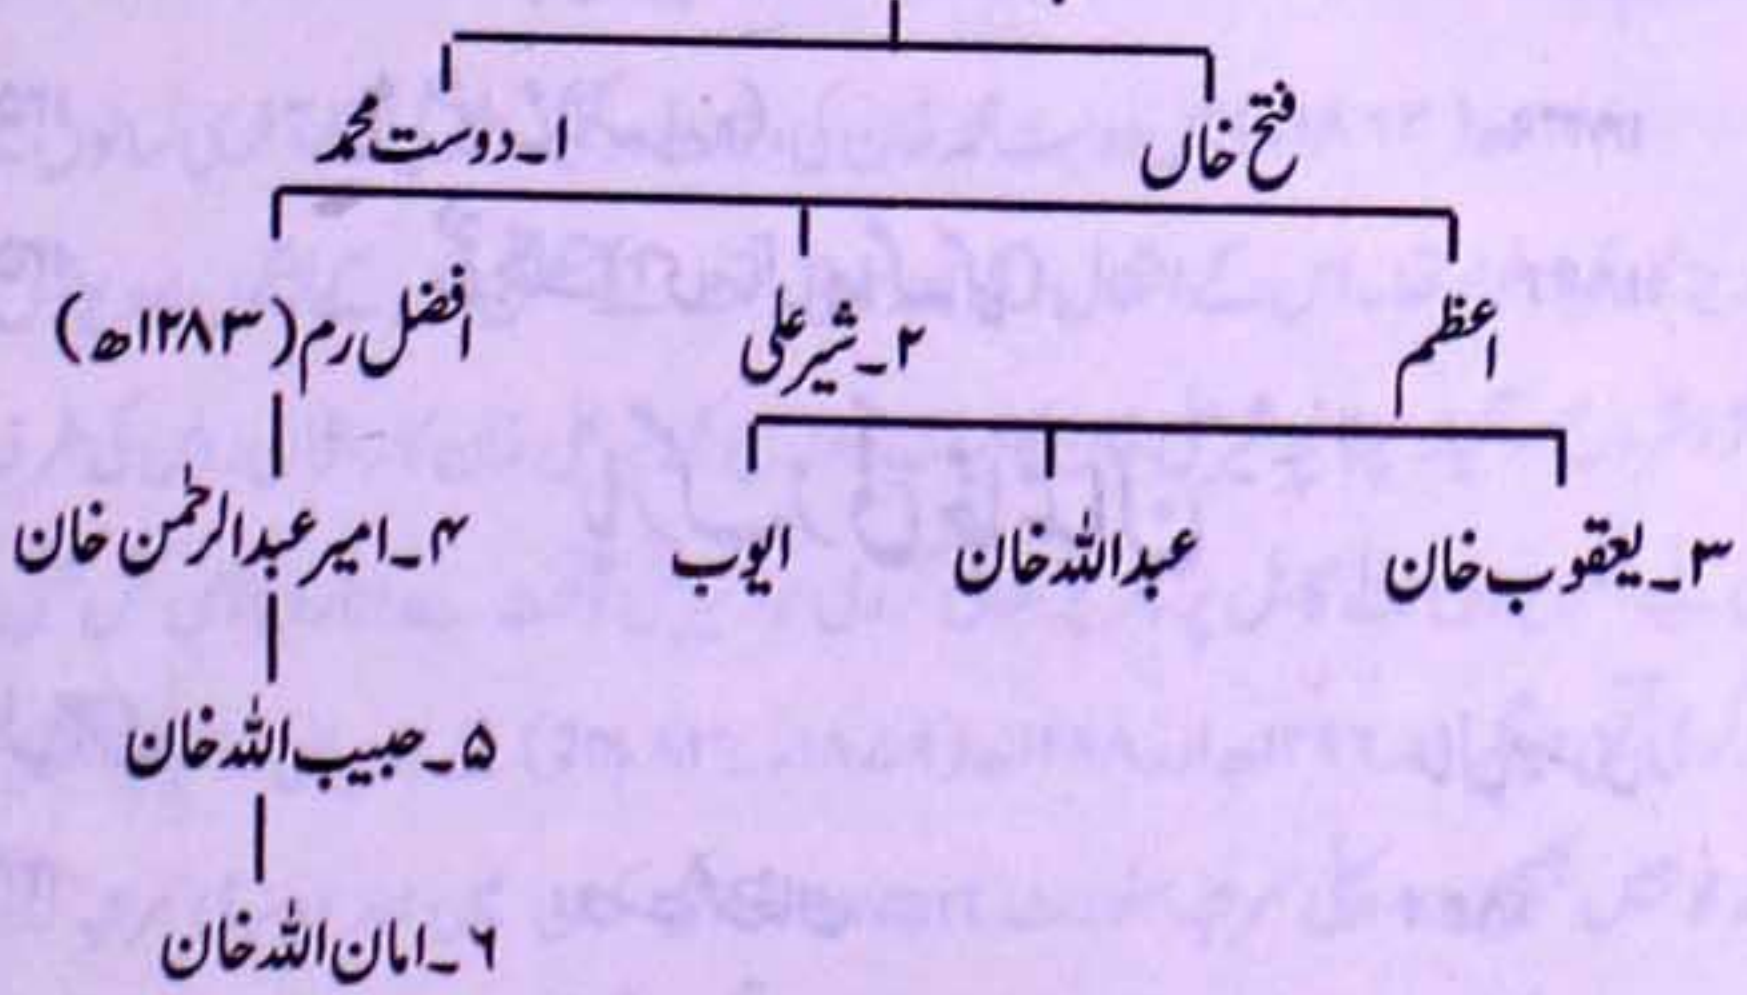 فتح خاں ۱۔دوست محمد
اعظم ۲۔شیر علی افضل رم (۱۲۸۳ھ)
۳۔یعقوب خان عبداللہ خان ایوب ۴۔امیر عبدالرحمٰن خان
۵۔حبیب اللہ خان
۶۔امان اللہ خان